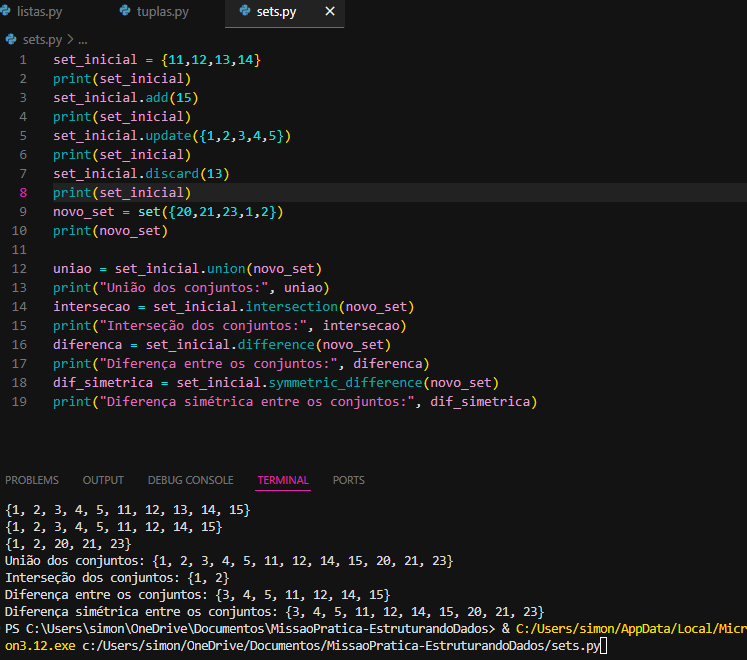 listas.py tuplas.py sets.py ×
sets.py > ...
1 set_inicial = {11,12,13,14}
2 print(set_inicial)
3 set_inicial.add(15)
4 print(set_inicial)
5 set_inicial.update({1,2,3,4,5})
6 print(set_inicial)
7 set_inicial.discard(13)
8 print(set_inicial)
9 novo_set = set({20,21,23,1,2})
10 print(novo_set)
11
12 uniao = set_inicial.union(novo_set)
13 print("União dos conjuntos:", uniao)
14 intersecao = set_inicial.intersection(novo_set)
15 print("Interseção dos conjuntos:", intersecao)
16 diferenca = set_inicial.difference(novo_set)
17 print("Diferença entre os conjuntos:", diferenca)
18 dif_simetrica = set_inicial.symmetric_difference(novo_set)
19 print("Diferença simétrica entre os conjuntos:", dif_simetrica)
PROBLEMS OUTPUT DEBUG CONSOLE TERMINAL PORTS
{1, 2, 3, 4, 5, 11, 12, 13, 14, 15}
{1, 2, 3, 4, 5, 11, 12, 14, 15}
{1, 2, 20, 21, 23}
União dos conjuntos: {1, 2, 3, 4, 5, 11, 12, 14, 15, 20, 21, 23}
Interseção dos conjuntos: {1, 2}
Diferença entre os conjuntos: {3, 4, 5, 11, 12, 14, 15}
Diferença simétrica entre os conjuntos: {3, 4, 5, 11, 12, 14, 15, 20, 21, 23}
PS C:\Users\simon\OneDrive\Documentos\MissaoPratica-EstruturandoDados> & C:/Users/simon/AppData/Local/Micr
on3.12.exe c:/Users/simon/OneDrive/Documentos/MissaoPratica-EstruturandoDados/sets.py